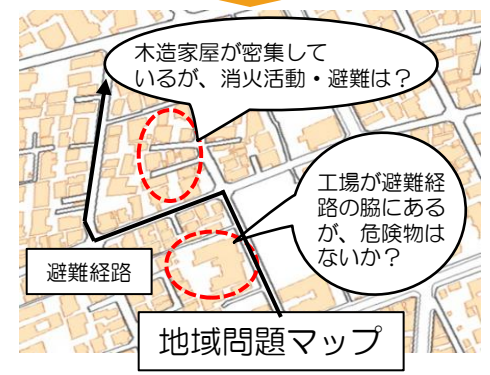 木造家屋が密集して
いるが、消火活動・避難は？
工場が避難経
路の脇にある
が、危険物は
ないか？
避難経路
地域問題マップ